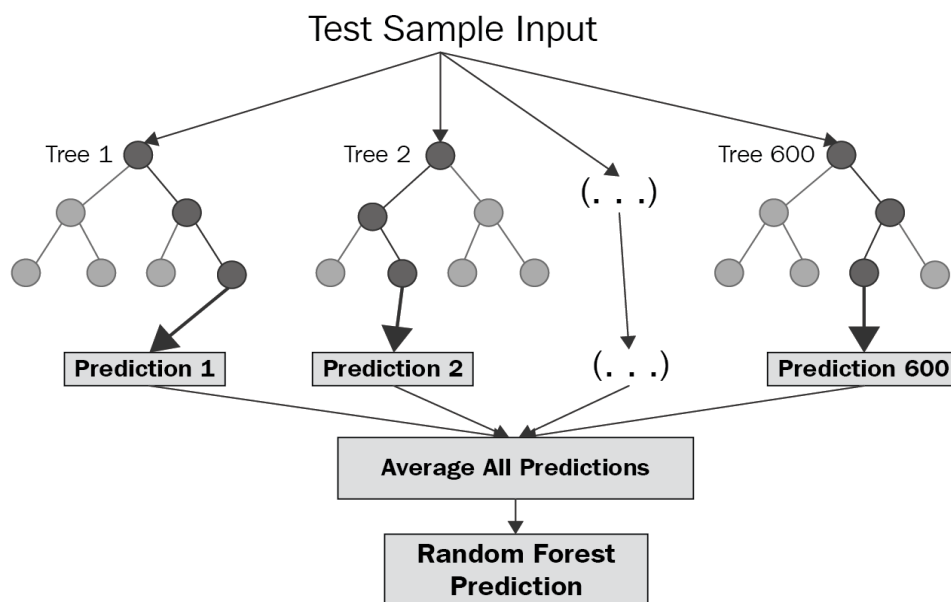 Test Sample Input
Tree 1
Tree 2
Tree 600
(. . .)
(. . .)
Prediction 1
Prediction 2
Prediction 600
Average All Predictions
Random Forest
Prediction